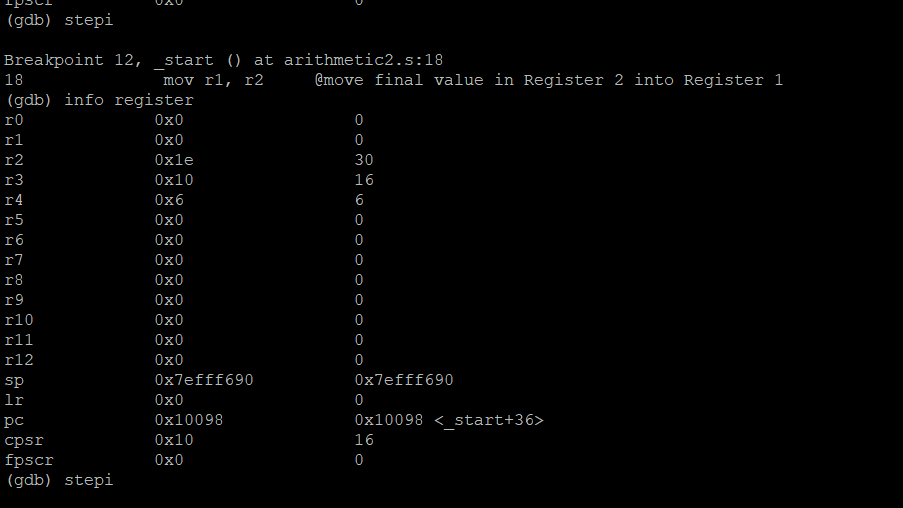 fpscr 0x0 0
(gdb) stepi
Breakpoint 12, _start () at arithmetic2.s:18
18 mov r1, r2 @move final value in Register 2 into Register 1
(gdb) info register
r0 0x0 0
r1 0x0 0
r2 0x1e 30
r3 0x10 16
r4 0x6 6
r5 0x0 0
r6 0x0 0
r7 0x0 0
r8 0x0 0
r9 0x0 0
r10 0x0 0
r11 0x0 0
r12 0x0 0
sp 0x7efff690 0x7efff690
lr 0x0 0
pc 0x10098 0x10098 <_start+36>
cpsr 0x10 16
fpscr 0x0 0
(gdb) stepi